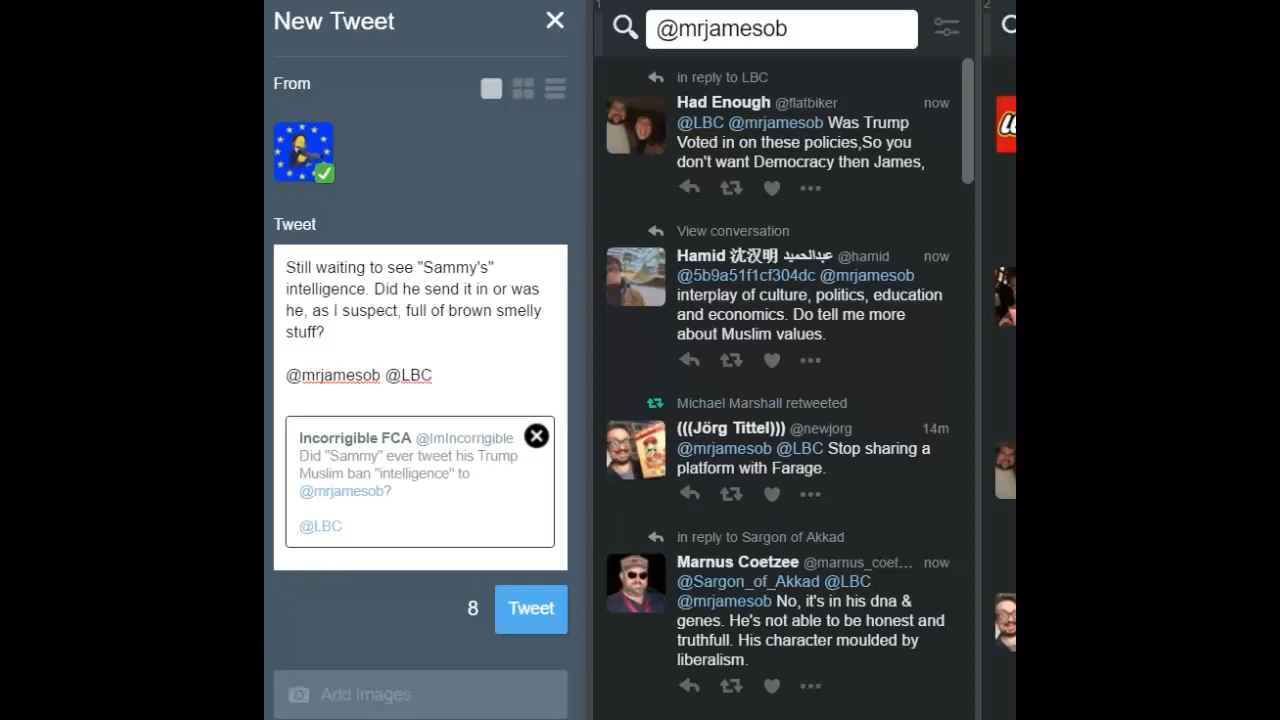 New Tweet
From
Tweet
Still waiting to see "Sammy's"
intelligence. Did he send it in or was
he, as I suspect, full of brown smelly
stuff?
@mrjamesob @LBC
Incorrigible FCA @ImIncorrigible
Did "Sammy" ever tweet his Trump
Muslim ban "intelligence" to
@mrjamesob?
@LBC
8
Tweet
Add Images
1
@mrjamesob
in reply to LBC
Had Enough @flatbiker now
@LBC @mrjamesob Was Trump
Voted in on these policies,So you
don't want Democracy then James,
View conversation
Hamid 沈汉明 عبدالحميد @hamid now
@5b9a51f1cf304dc @mrjamesob
interplay of culture, politics, education
and economics. Do tell me more
about Muslim values.
Michael Marshall retweeted
(((Jörg Tittel))) @newjorg 14m
@mrjamesob @LBC Stop sharing a
platform with Farage.
in reply to Sargon of Akkad
Marnus Coetzee @marnus_coet... now
@Sargon_of_Akkad @LBC
@mrjamesob No, it's in his dna &
genes. He's not able to be honest and
truthfull. His character moulded by
liberalism.
2